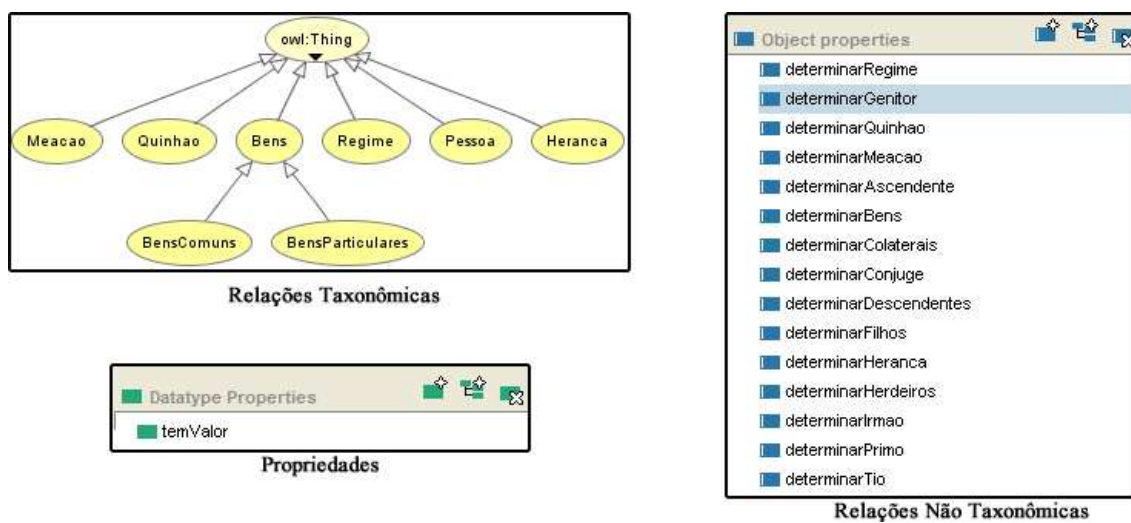 owl:Thing
Meacao Quinhao Bens Regime Pessoa Heranca
BensComuns BensParticulares
Relações Taxonômicas
Datatype Properties
temValor
Propriedades
Object properties
determinarRegime
determinarGenitor
determinarQuinhao
determinarMeacao
determinarAscendente
determinarBens
determinarColaterais
determinarConjuge
determinarDescendentes
determinarFilhos
determinarHeranca
determinarHerdeiros
determinarIrmao
determinarPrimo
determinarTio
Relações Não Taxonômicas